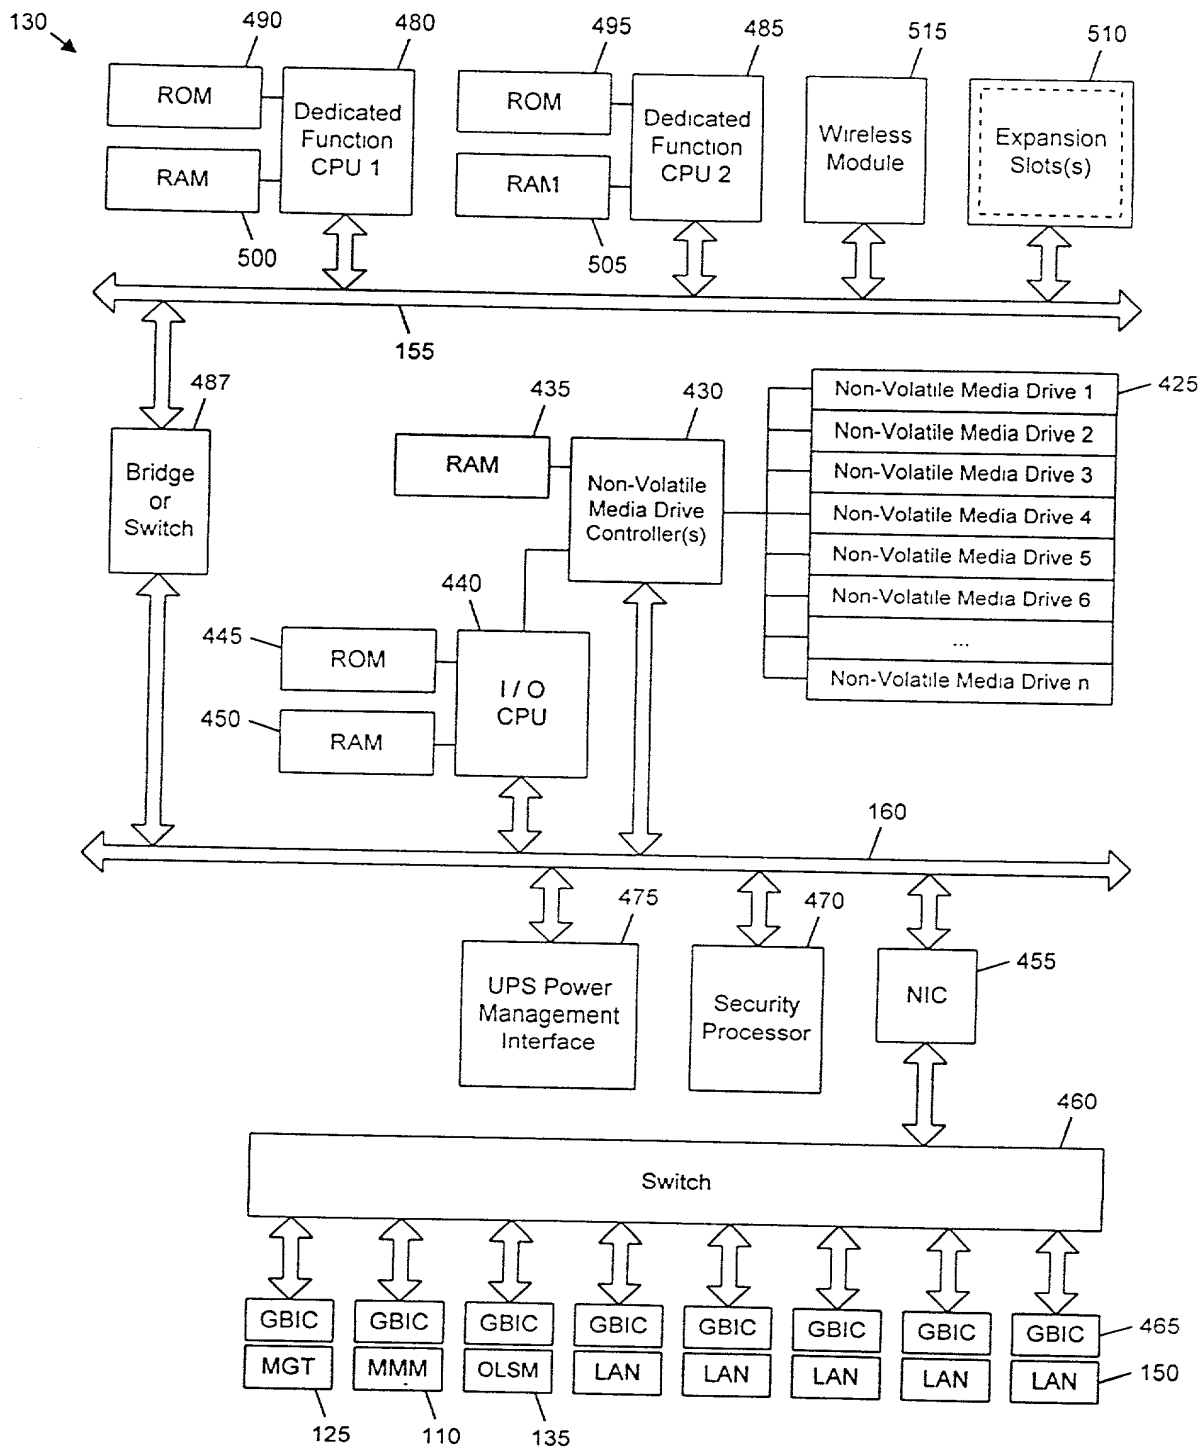 130
490
480
495
485
515
510
ROM
Dedicated
Function
CPU 1
RAM
500
ROM
Dedicated
Function
CPU 2
RAM
505
Wireless
Module
Expansion
Slots(s)
155
487
Bridge
or
Switch
435
RAM
430
Non-Volatile
Media Drive
Controller(s)
425
Non-Volatile Media Drive 1
Non-Volatile Media Drive 2
Non-Volatile Media Drive 3
Non-Volatile Media Drive 4
Non-Volatile Media Drive 5
Non-Volatile Media Drive 6
...
Non-Volatile Media Drive n
440
445
ROM
I / O
CPU
450
RAM
160
475
UPS Power
Management
Interface
470
Security
Processor
455
NIC
460
Switch
GBIC GBIC GBIC GBIC GBIC GBIC GBIC GBIC 465
MGT MMM OLSM LAN LAN LAN LAN LAN 150
125 110 135